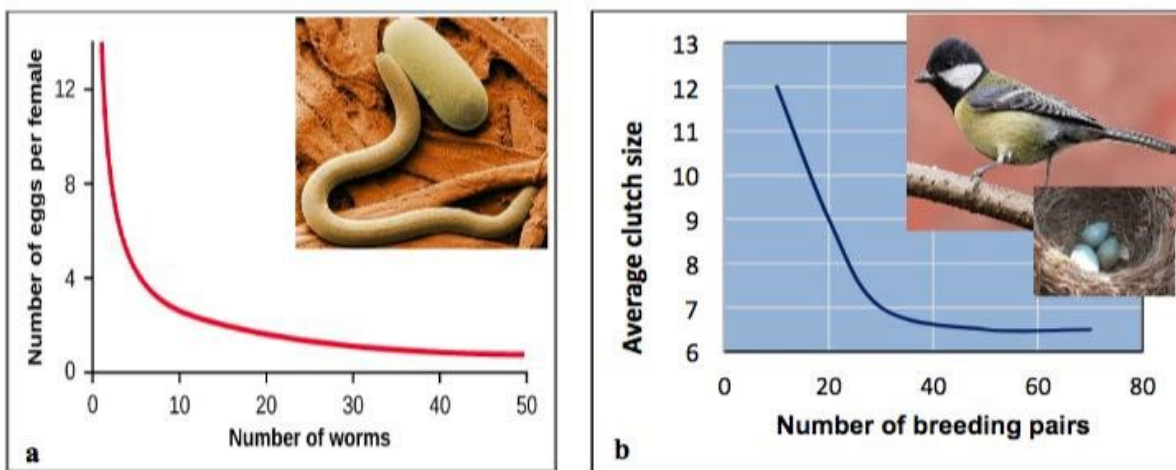 Number of eggs per female
12
8
4
0
0 10 20 30 40 50
Number of worms
a
Average clutch size
13
12
11
10
9
8
7
6
0 20 40 60 80
Number of breeding pairs
b